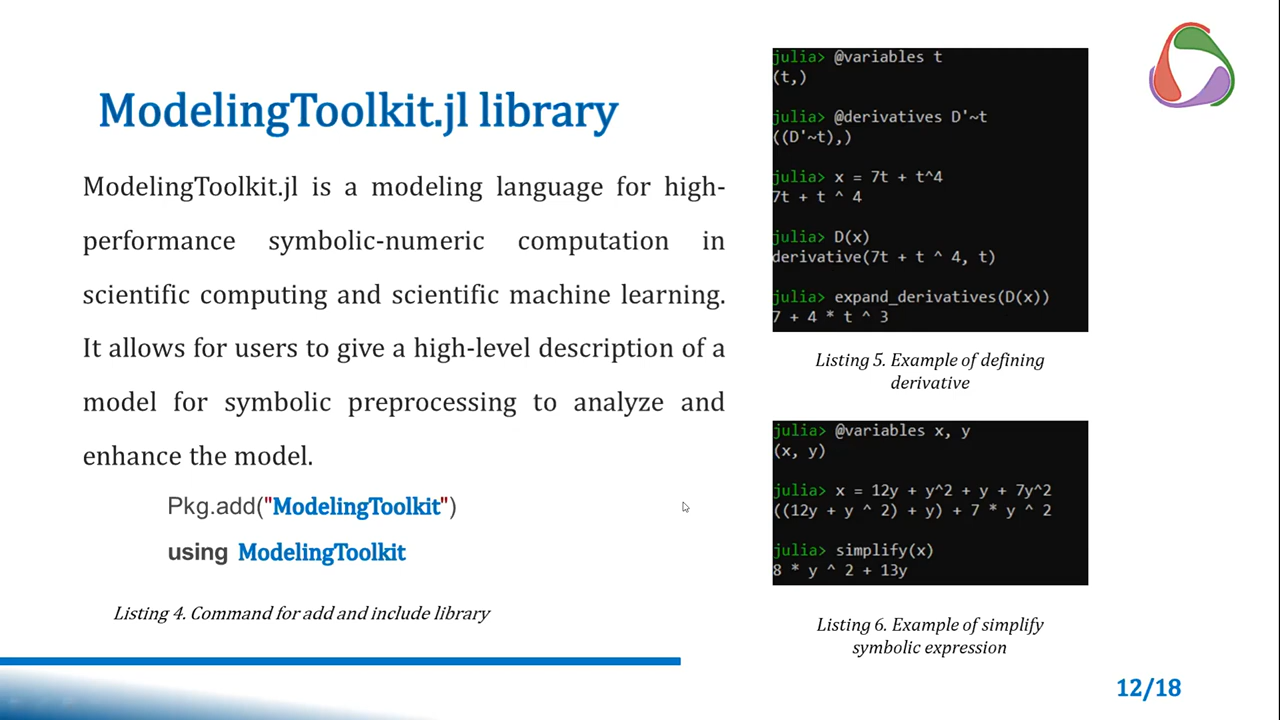 ModelingToolkit.jl library
ModelingToolkit.jl is a modeling language for high-
performance symbolic-numeric computation in
scientific computing and scientific machine learning.
It allows for users to give a high-level description of a
model for symbolic preprocessing to analyze and
enhance the model.
Pkg.add("ModelingToolkit")
using ModelingToolkit
Listing 4. Command for add and include library
julia> @variables t
(t,)
julia> @derivatives D'~t
((D'~t),)
julia> x = 7t + t^4
7t + t ^ 4
julia> D(x)
derivative(7t + t ^ 4, t)
julia> expand_derivatives(D(x))
7 + 4 * t ^ 3
Listing 5. Example of defining
derivative
julia> @variables x, y
(x, y)
julia> x = 12y + y^2 + y + 7y^2
((12y + y ^ 2) + y) + 7 * y ^ 2
julia> simplify(x)
8 * y ^ 2 + 13y
Listing 6. Example of simplify
symbolic expression
12/18